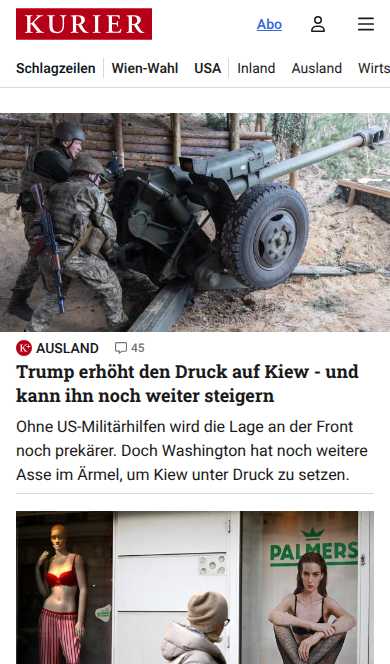 KURIER
Abo
Schlagzeilen
Wien-Wahl
USA
Inland
Ausland
Wirts
K+ AUSLAND
45
Trump erhöht den Druck auf Kiew - und
kann ihn noch weiter steigern
Ohne US-Militärhilfen wird die Lage an der Front
noch prekärer. Doch Washington hat noch weitere
Asse im Ärmel, um Kiew unter Druck zu setzen.
PALMERS